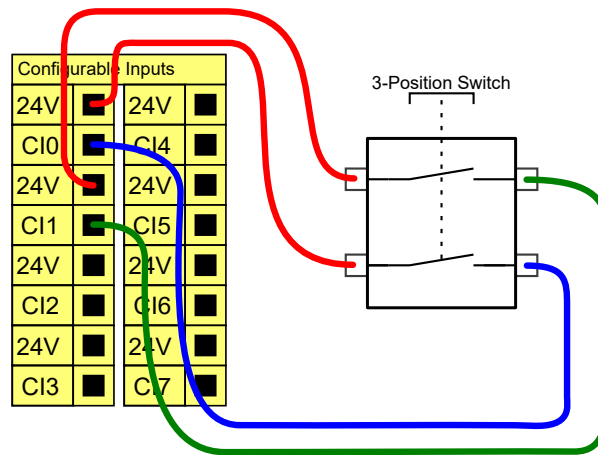 Configurable Inputs
3-Position Switch
24V 24V
CI0 CI4
24V 24V
CI1 CI5
24V 24V
CI2 CI6
24V 24V
CI3 CI7